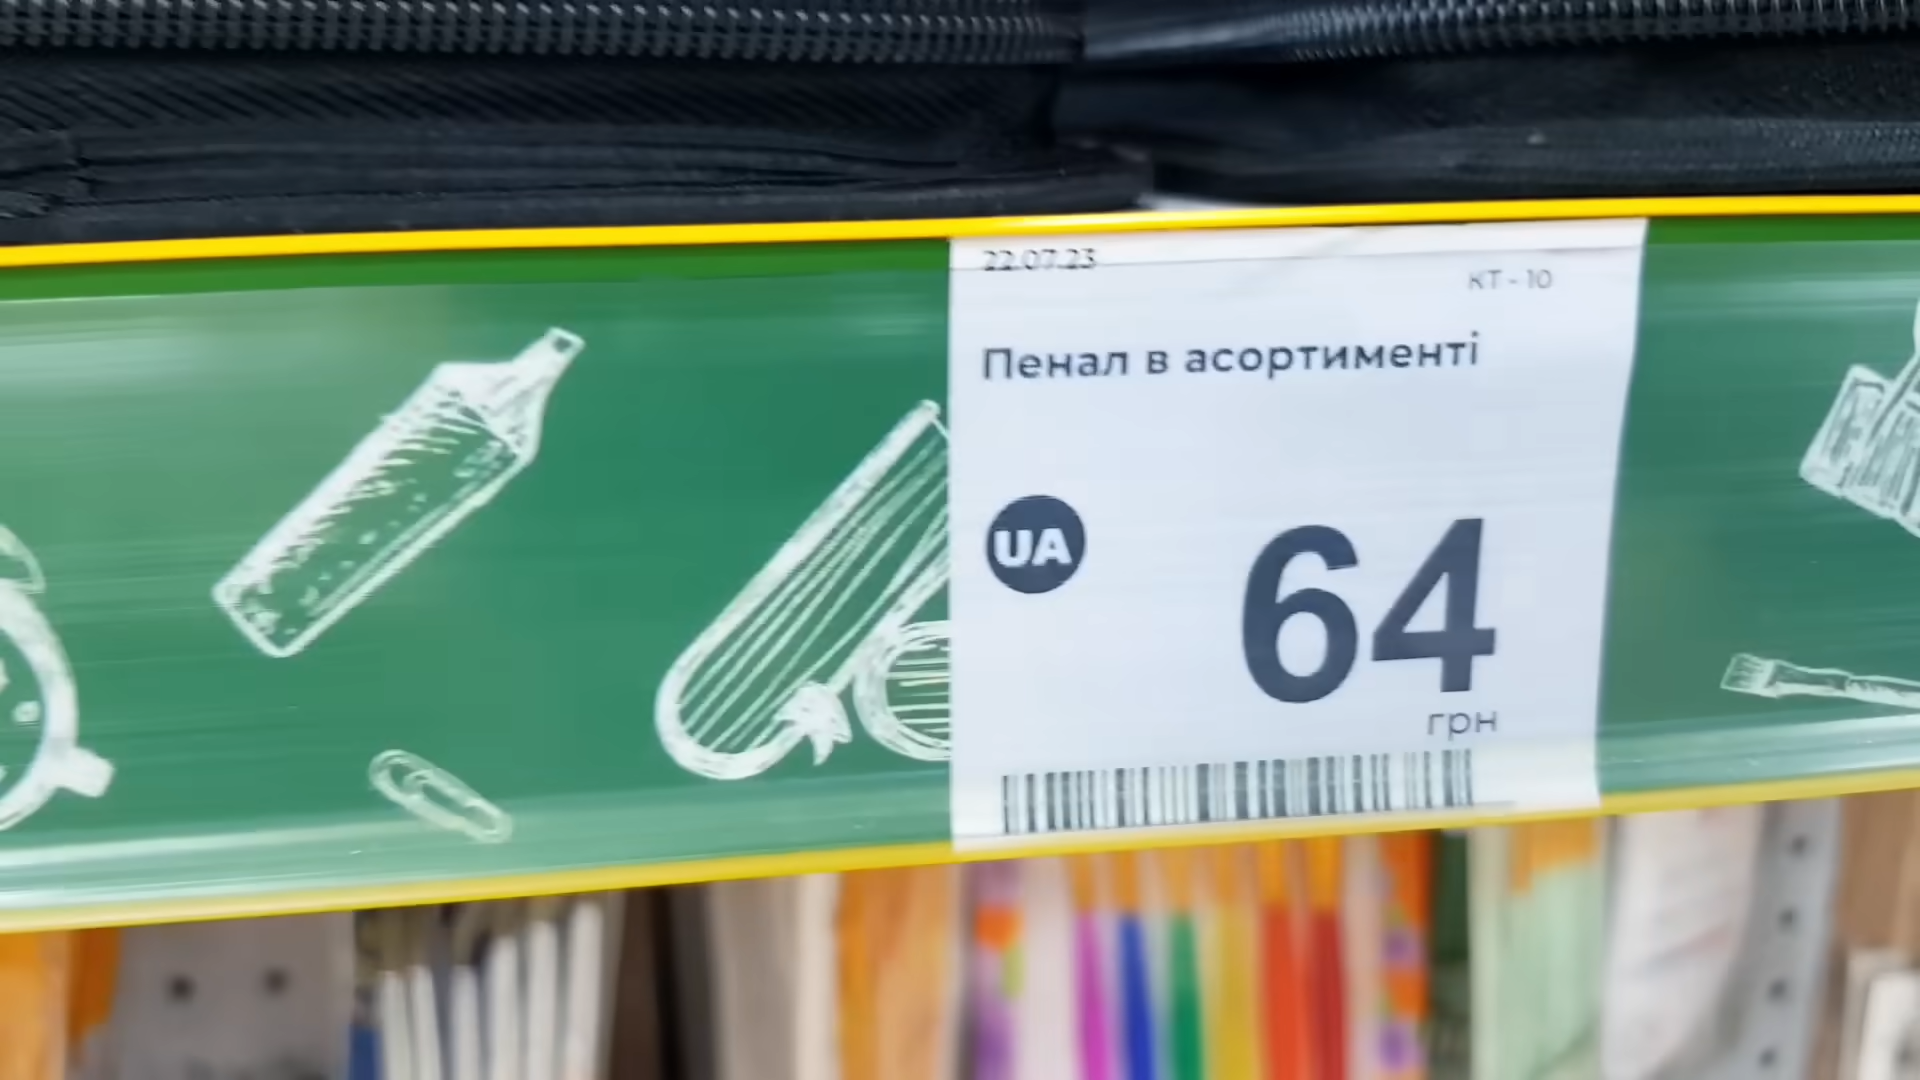 22.07.23
КТ - 10
Пенал в асортименті
UA
64
грн